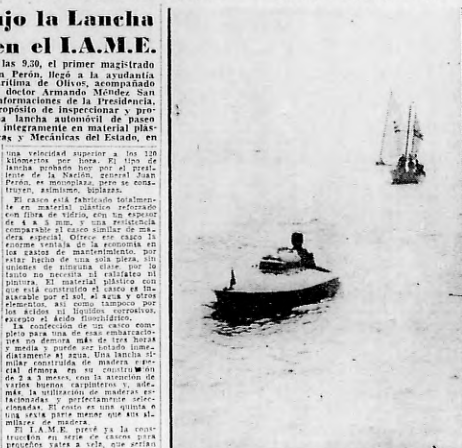 jo la Lancha
en el I.A.M.E.
las 9,30, el primer magistrado
n Perón, llegó a la ayudantía
rítima de Olivos, acompañado
doctor Armando Méndez San
nformaciones de la Presidencia,
propósito de inspeccionar y pro-
a lancha automóvil de paseo
íntegramente en material plás-
as y Mecánicas del Estado, en
una velocidad superior a los 120
kilómetros por hora. El tipo de
lancha probado hoy por el presi-
dente de la Nación, general Juan
Perón, es monoplaza, pero se cons-
truyen, asimismo, biplazas.
El casco está fabricado totalmen-
te en material plástico reforzado
con fibra de vidrio, con un espesor
de 4 a 5 mm. y una resistencia
comparable al casco similar de ma-
dera especial. Ofrece ese casco la
enorme ventaja de la economía en
los gastos de mantenimiento, por
estar hecho de una sola pieza, sin
uniones de ninguna clase, por lo
tanto no necesita ni calafateo ni
pintura. El material plástico con
que está construido el casco es in-
atacable por el sol, el agua y otros
elementos, así como tampoco por
los ácidos ni líquidos corrosivos,
excepto el ácido fluorhídrico.
La confección de un casco com-
pleto para una de esas embarcacio-
nes no demora más de tres horas
y media y puede ser botado inme-
diatamente al agua. Una lancha si-
milar construida de madera espe-
cial demora en su construcción
de 2 a 3 meses, con la atención de
varios buenos carpinteros y, ade-
más, la utilización de maderas es-
tacionadas y perfectamente selec-
cionadas. El costo es una quinta o
una sexta parte menor que sus si-
milares de madera.
El I.A.M.E. prevé ya la cons-
trucción en serie de cascos para
pequeños yates a vela, que serían